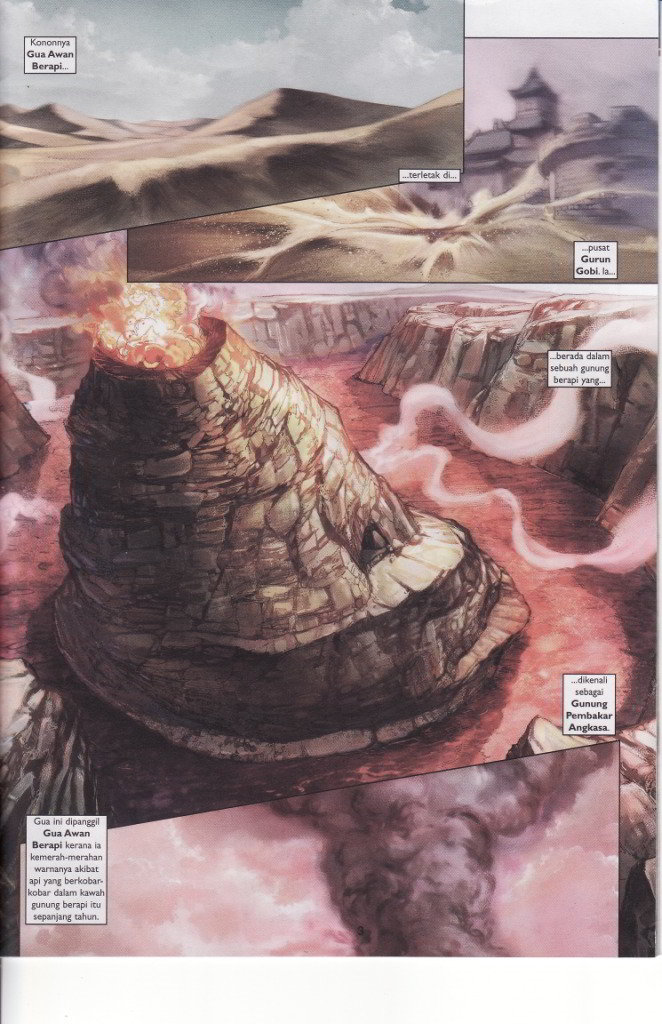 Kononnya
Gua Awan
Berapi...
...terletak di...
...pusat
Gurun
Gobi. Ia...
...berada dalam
sebuah gunung
berapi yang...
...dikenali
sebagai
Gunung
Pembakar
Angkasa.
Gua ini dipanggil
Gua Awan
Berapi kerana ia
kemerah-merahan
warnanya akibat
api yang berkobar-
kobar dalam kawah
gunung berapi itu
sepanjang tahun.
3